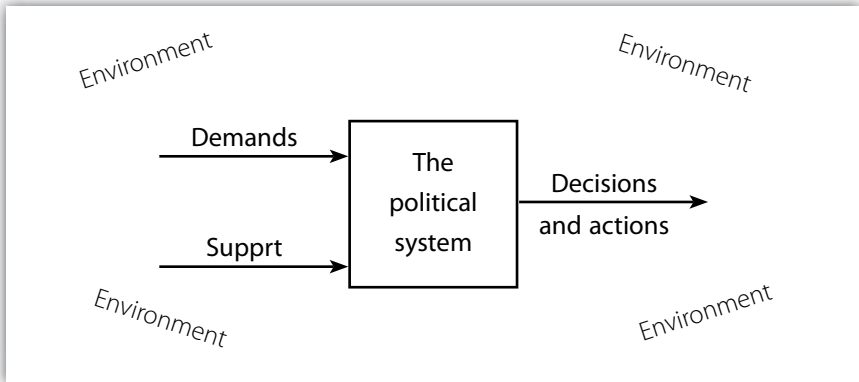 Environment
Environment
Demands
The
political
system
Decisions
and actions
Supprt
Environment
Environment